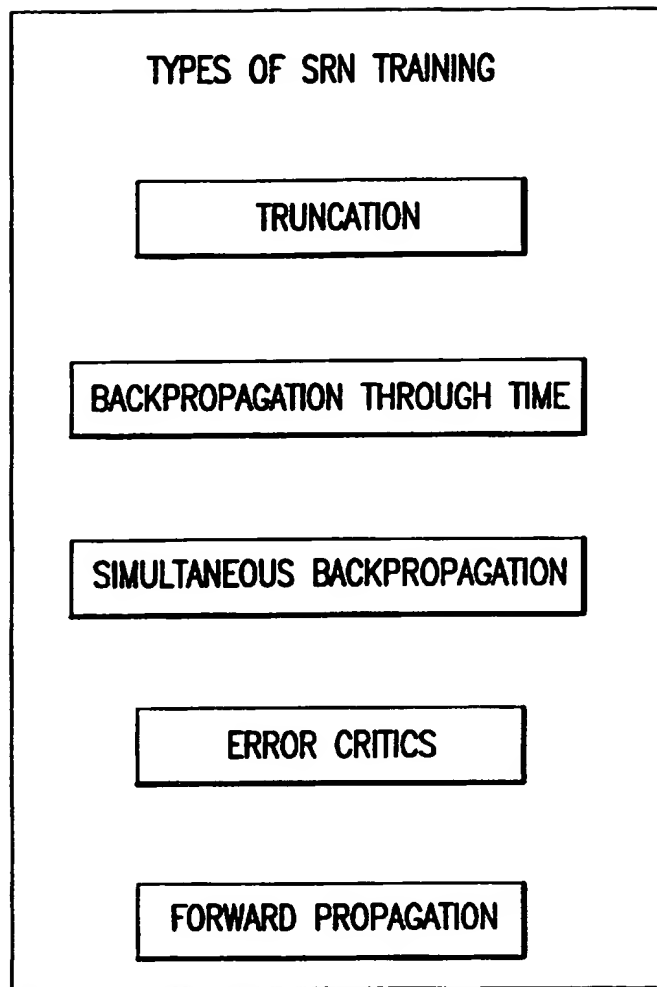 TYPES OF SRN TRAINING
TRUNCATION
BACKPROPAGATION THROUGH TIME
SIMULTANEOUS BACKPROPAGATION
ERROR CRITICS
FORWARD PROPAGATION